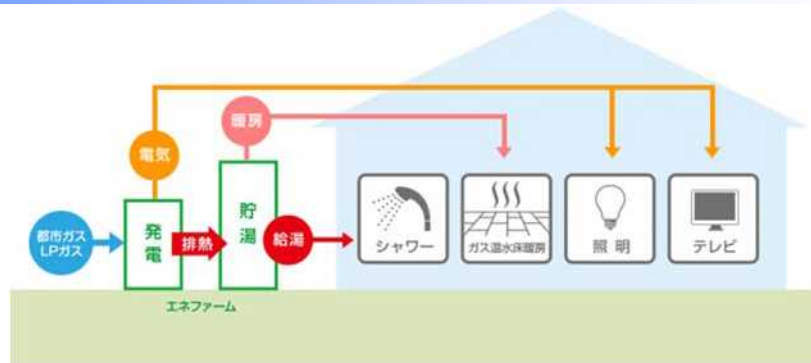 暖房
電気
都市ガス
LPガス
発電
排熱
貯湯
給湯
シャワー
ガス温水床暖房
照明
テレビ
エネファーム